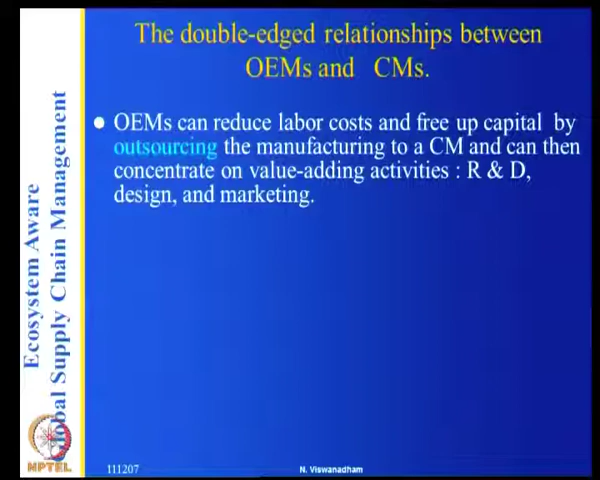 The double-edged relationships between
OEMs and CMs.
OEMs can reduce labor costs and free up capital by
outsourcing the manufacturing to a CM and can then
concentrate on value-adding activities : R & D,
design, and marketing.
Ecosystem Aware
Global Supply Chain Management
NPTEL
111207
N. Viswanadham